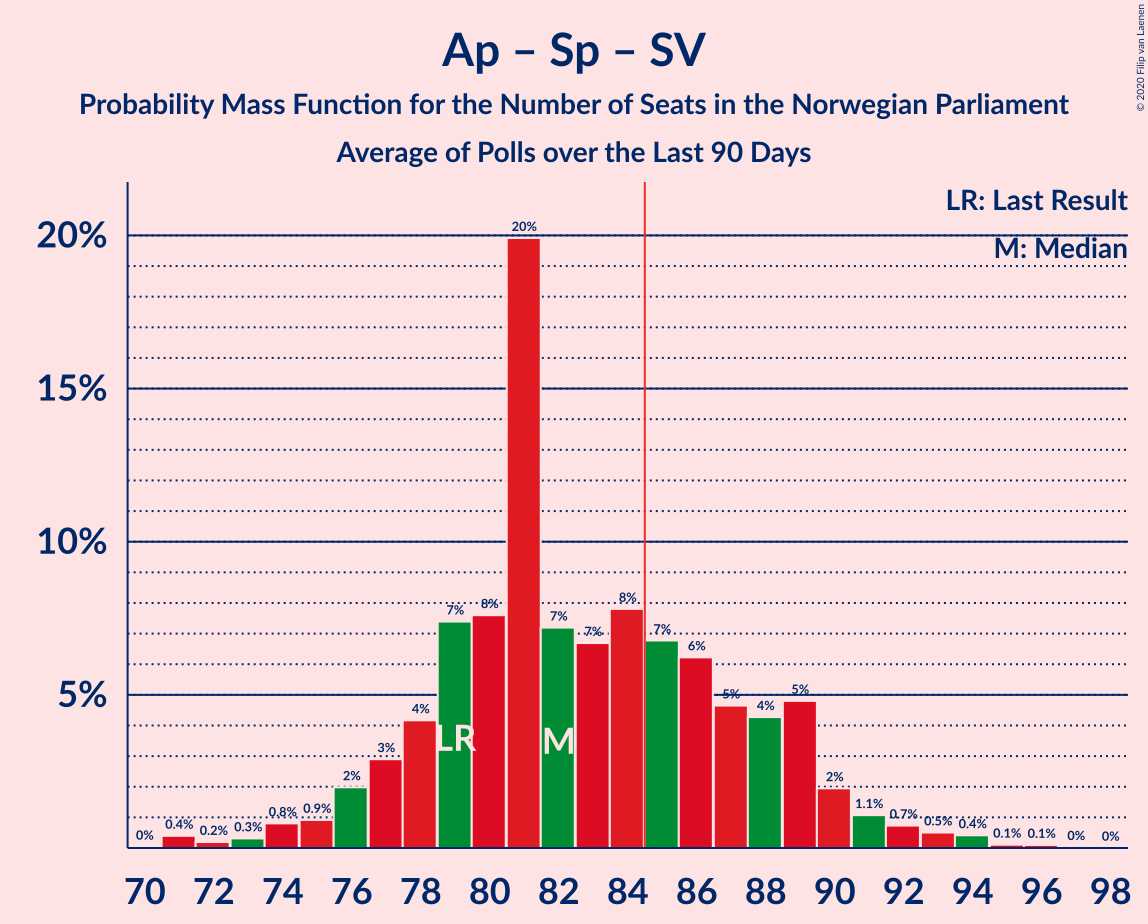 Ap – Sp – SV
Probability Mass Function for the Number of Seats in the Norwegian Parliament
Average of Polls over the Last 90 Days
© 2020 Filip van Laenen
LR: Last Result
M: Median
20%
15%
10%
5%
0% 0.4% 0.2% 0.3% 0.8% 0.9% 2% 3% 4% 7% 8% 20% 7% 7% 8% 7% 6% 5% 4% 5% 2% 1.1% 0.7% 0.5% 0.4% 0.1% 0.1% 0% 0%
LR M
70 72 74 76 78 80 82 84 86 88 90 92 94 96 98